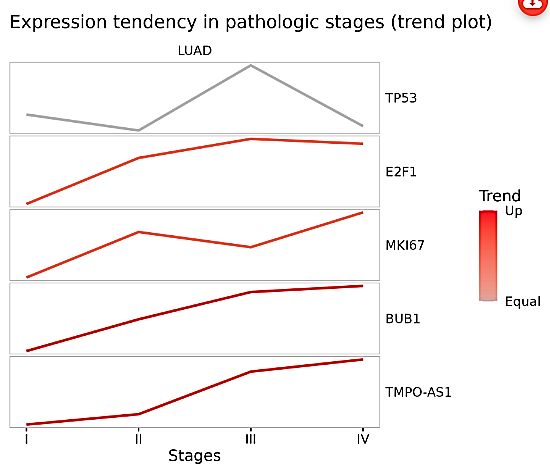 Expression tendency in pathologic stages (trend plot)
LUAD
TP53
E2F1
MKI67
BUB1
TMPO-AS1
Trend
Up
Equal
I II III IV
Stages